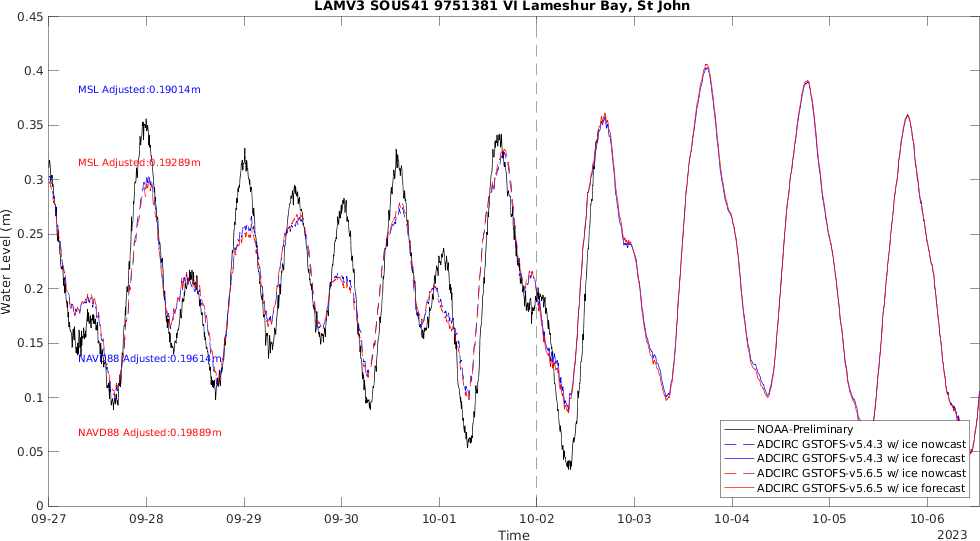 LAMV3 SOUS41 9751381 VI Lameshur Bay, St John
0.45
0.4
0.35
0.3
0.25
0.2
0.15
0.1
0.05
0
Water Level (m)
MSL Adjusted:0.19014m
MSL Adjusted:0.19289m
NAVD88 Adjusted:0.19614m
NAVD88 Adjusted:0.19889m
NOAA-Preliminary
ADCIRC GSTOFS-v5.4.3 w/ ice nowcast
ADCIRC GSTOFS-v5.4.3 w/ ice forecast
ADCIRC GSTOFS-v5.6.5 w/ ice nowcast
ADCIRC GSTOFS-v5.6.5 w/ ice forecast
09-27 09-28 09-29 09-30 10-01 10-02 10-03 10-04 10-05 10-06
Time
2023